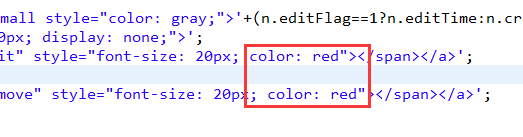 mall style="color: gray;">'+(n.editFlag==1?n.editTime:n.cr
0px; display: none;">';
it" style="font-size: 20px; color: red"></span></a>';
move" style="font-size: 20px; color: red"></span></a>';